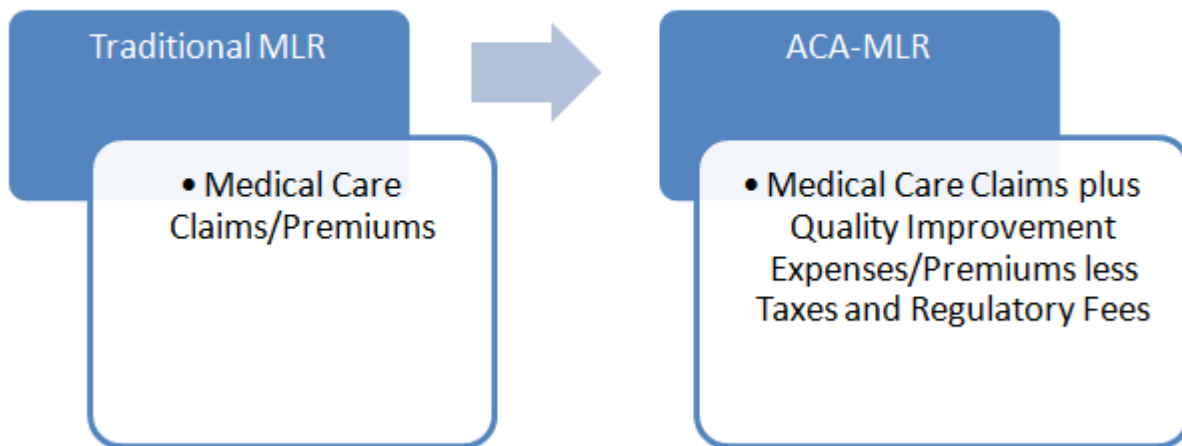 Traditional MLR
• Medical Care
Claims/Premiums
ACA-MLR
• Medical Care Claims plus
Quality Improvement
Expenses/Premiums less
Taxes and Regulatory Fees